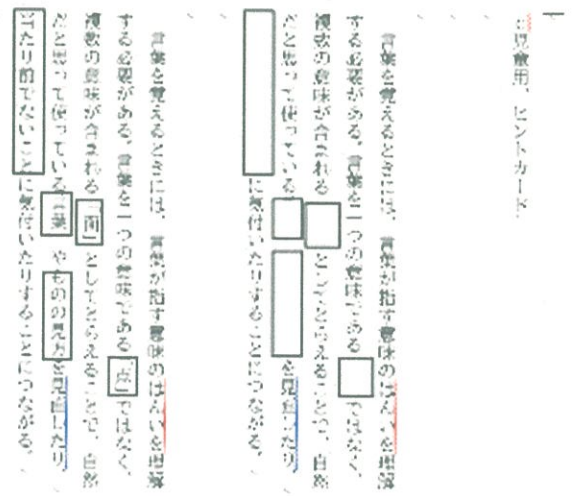 児童用、ヒントカード
言葉を覚えるときには、言葉が指す意味のはんいを理解
する必要がある。言葉を一つの意味である ではなく、
複数の意味が含まれる としてとらえることで、自然
だと思って使っている を見直したり
に気付いたりすることにつながる。
言葉を覚えるときには、言葉が指す意味のはんいを理解
する必要がある。言葉を一つの意味である「点」ではなく、
複数の意味が含まれる「面」としてとらえることで、自然
だと思って使っている言葉やものの見方を見直したり
当たり前でないことに気付いたりすることにつながる。